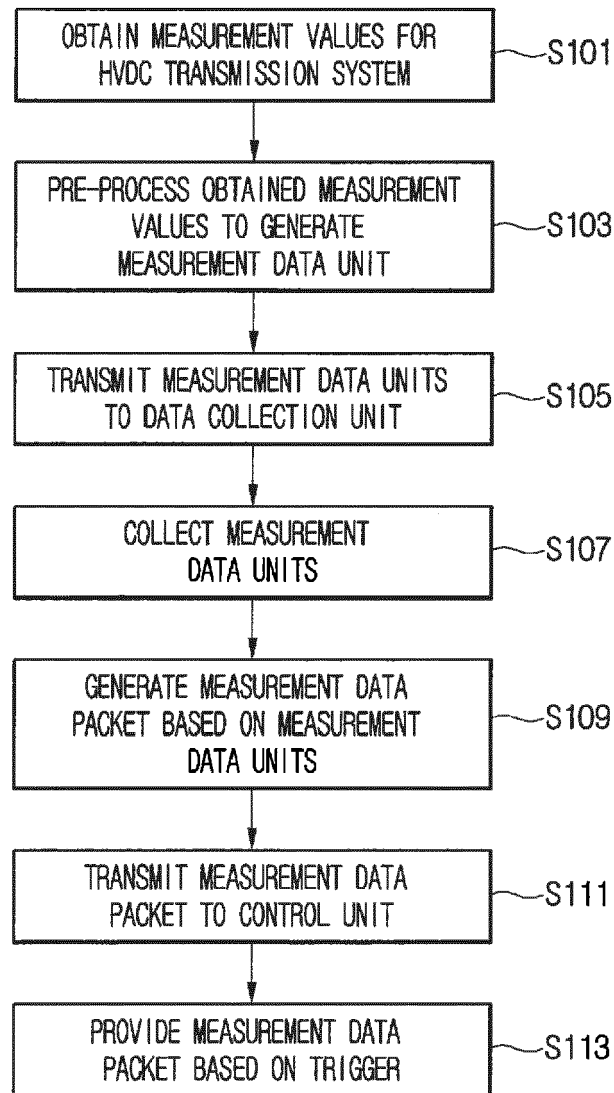 OBTAIN MEASUREMENT VALUES FOR
HVDC TRANSMISSION SYSTEM
S101
PRE-PROCESS OBTAINED MEASUREMENT
VALUES TO GENERATE
MEASUREMENT DATA UNIT
S103
TRANSMIT MEASUREMENT DATA UNITS
TO DATA COLLECTION UNIT
S105
COLLECT MEASUREMENT
DATA UNITS
S107
GENERATE MEASUREMENT DATA
PACKET BASED ON MEASUREMENT
DATA UNITS
S109
TRANSMIT MEASUREMENT DATA
PACKET TO CONTROL UNIT
S111
PROVIDE MEASUREMENT DATA
PACKET BASED ON TRIGGER
S113